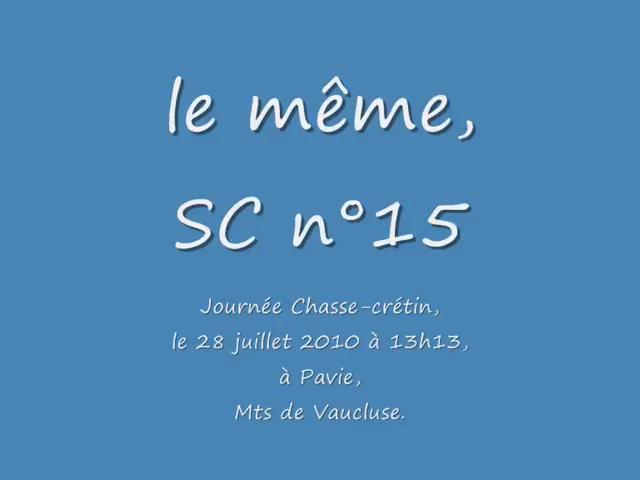 le même,
SC n°15
Journée Chasse-crétin,
le 28 juillet 2010 à 13h13,
à Pavie,
Mts de Vaucluse.